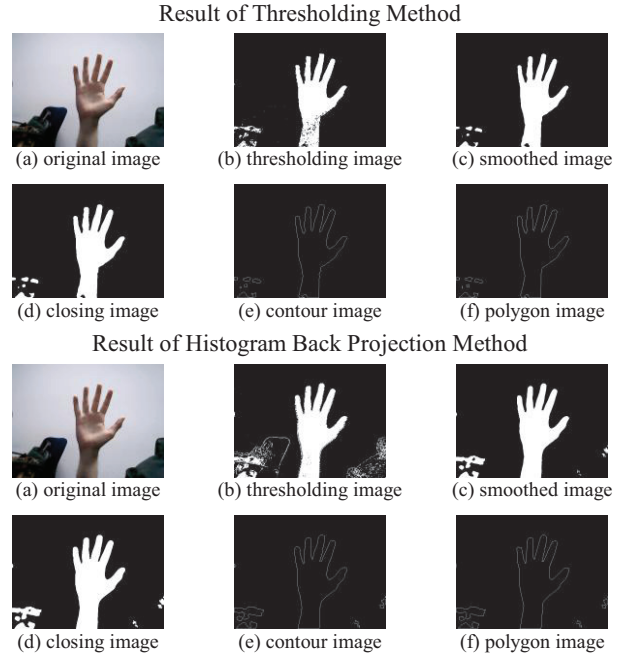 Result of Thresholding Method
(a) original image (b) thresholding image (c) smoothed image
(d) closing image (e) contour image (f) polygon image
Result of Histogram Back Projection Method
(a) original image (b) thresholding image (c) smoothed image
(d) closing image (e) contour image (f) polygon image